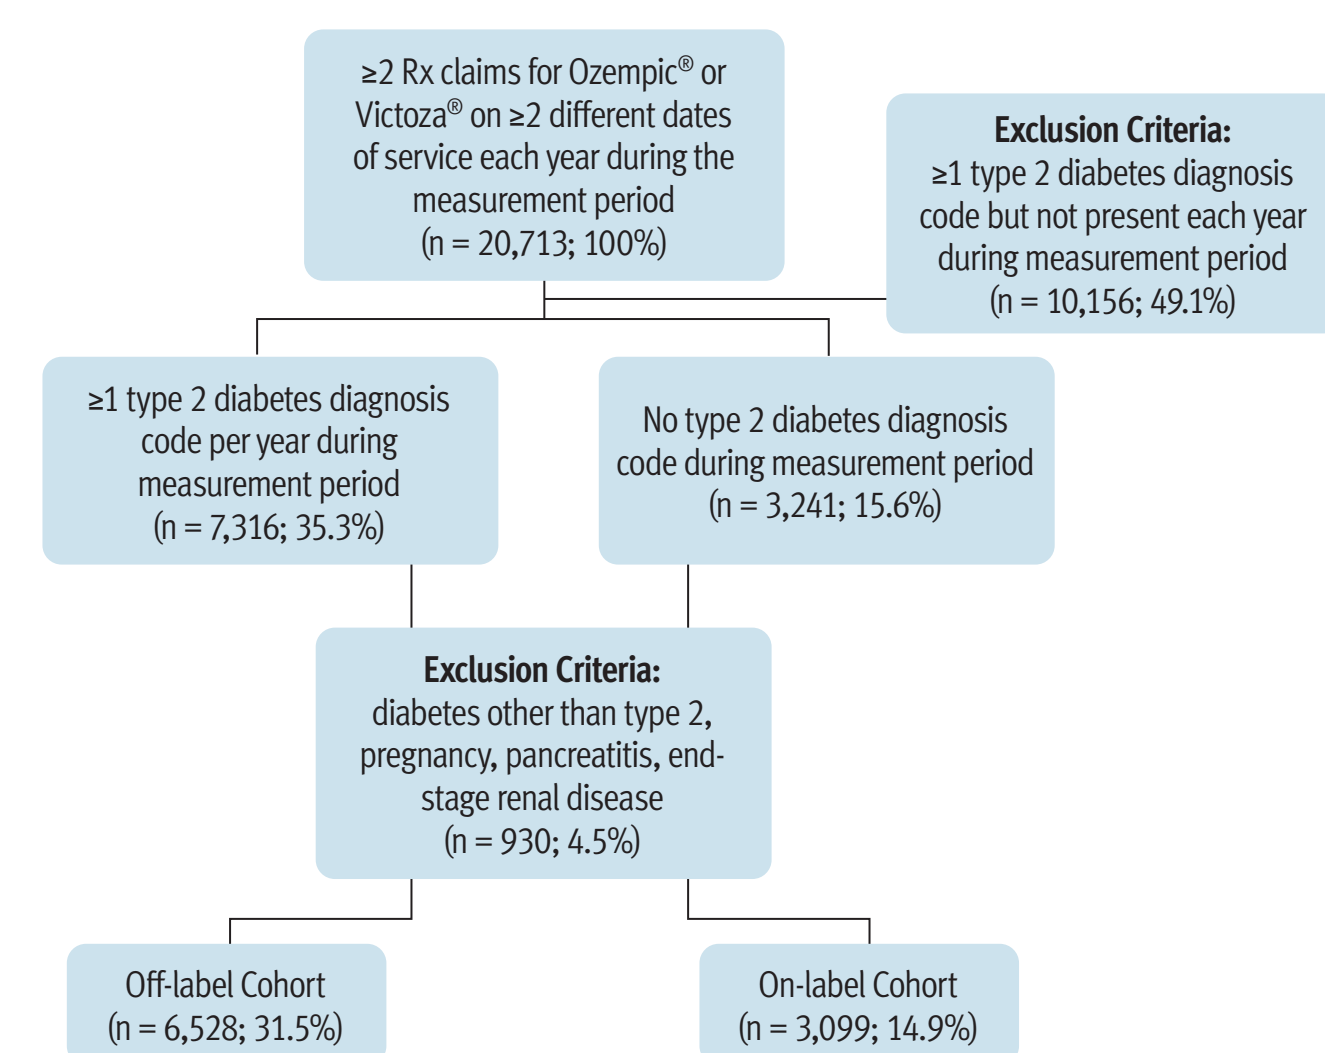 ≥2 Rx claims for Ozempic® or
Victoza® on ≥2 different dates
of service each year during the
measurement period
(n = 20,713; 100%)
Exclusion Criteria:
≥1 type 2 diabetes diagnosis
code but not present each year
during measurement period
(n = 10,156; 49.1%)
≥1 type 2 diabetes diagnosis
code per year during
measurement period
(n = 7,316; 35.3%)
No type 2 diabetes diagnosis
code during measurement period
(n = 3,241; 15.6%)
Exclusion Criteria:
diabetes other than type 2,
pregnancy, pancreatitis, end-
stage renal disease
(n = 930; 4.5%)
Off-label Cohort
(n = 6,528; 31.5%)
On-label Cohort
(n = 3,099; 14.9%)